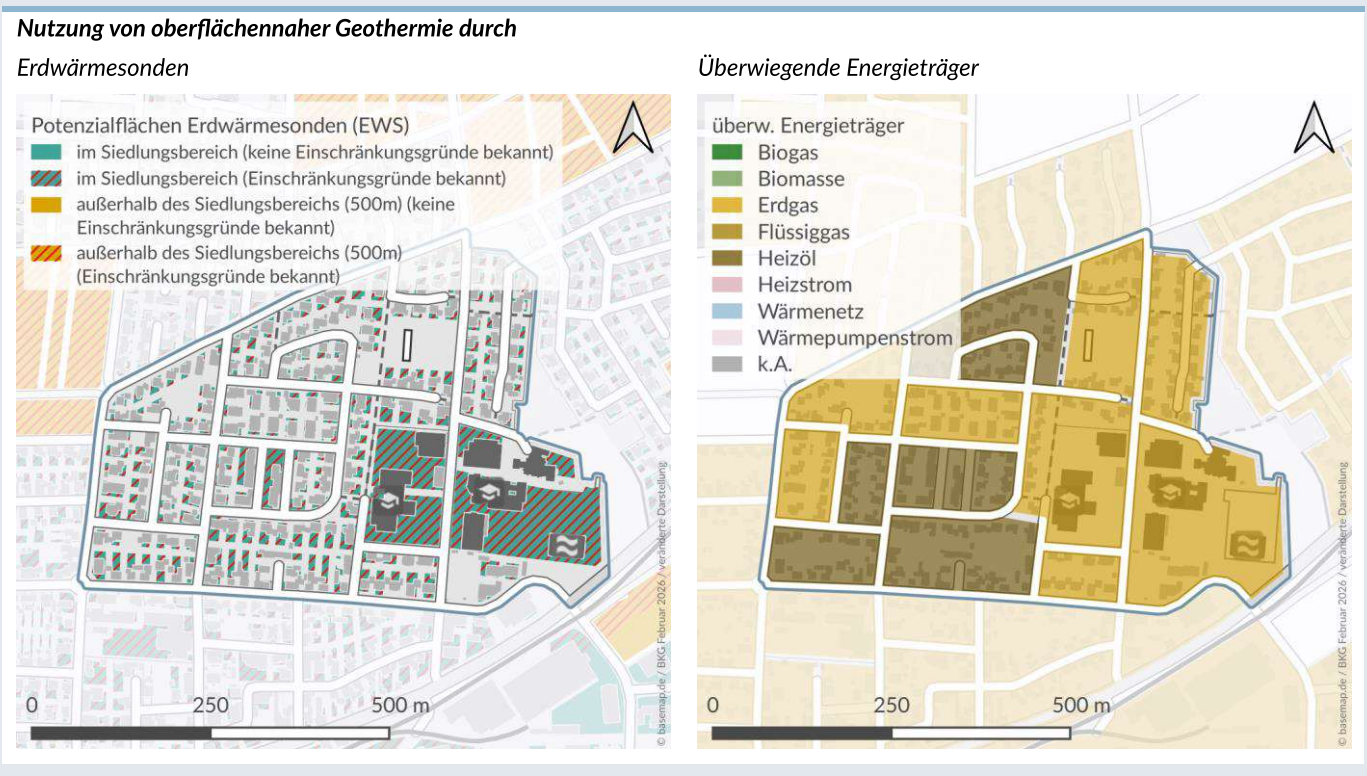 Nutzung von oberflächennaher Geothermie durch
Erdwärmesonden
Überwiegende Energieträger
Potenzialflächen Erdwärmesonden (EWS)
im Siedlungsbereich (keine Einschränkungsgründe bekannt)
im Siedlungsbereich (Einschränkungsgründe bekannt)
außerhalb des Siedlungsbereichs (500m) (keine
Einschränkungsgründe bekannt)
außerhalb des Siedlungsbereichs (500m)
(Einschränkungsgründe bekannt)
0
250
500 m
© basemap.de / BKG Februar 2026 / veränderte Darstellung
überw. Energieträger
Biogas
Biomasse
Erdgas
Flüssiggas
Heizöl
Heizstrom
Wärmenetz
Wärmepumpenstrom
k.A.
0
250
500 m
© basemap.de / BKG Februar 2026 / veränderte Darstellung